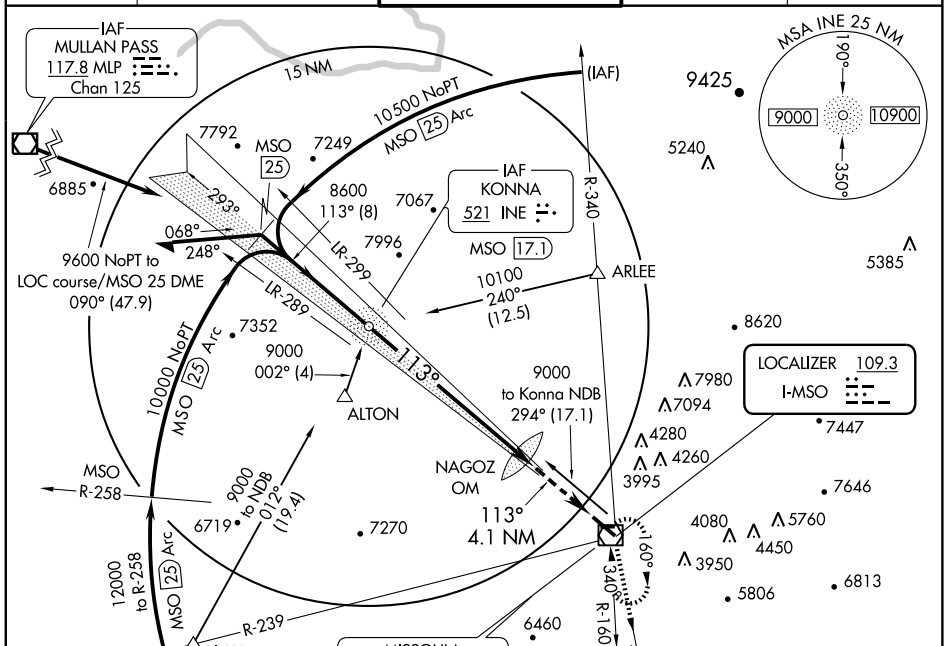 IAF
MULLAN PASS
117.8 MLP
Chan 125
15 NM
10500 NoPT
MSO 25 Arc
(IAF)
MSA INE 25 NM
190°
9000
10900
350°
9425
5240
5385
7792
7249
MSO
25
6885
293°
8600
113° (8)
7067
IAF
KONNA
521 INE
MSO 17.1
R-340
068°
248°
LR-299
7996
LR-289
9600 NoPT to
LOC course/MSO 25 DME
090° (47.9)
10100
240°
(12.5)
ARLEE
8620
7352
10000 NoPT
MSO 25 Arc
9000
002° (4)
ALTON
113°
9000
to Konna NDB
294° (17.1)
LOCALIZER 109.3
I-MSO
7980
7094
7447
4280
4260
3995
NAGOZ
OM
MSO
R-258
9000
to NDB
012°
(19.4)
6719
7270
113°
4.1 NM
7646
4080
5760
4450
3950
5806
6813
160°
340°
R-160
12000
to R-258
MSO 25 Arc
R-239
6460